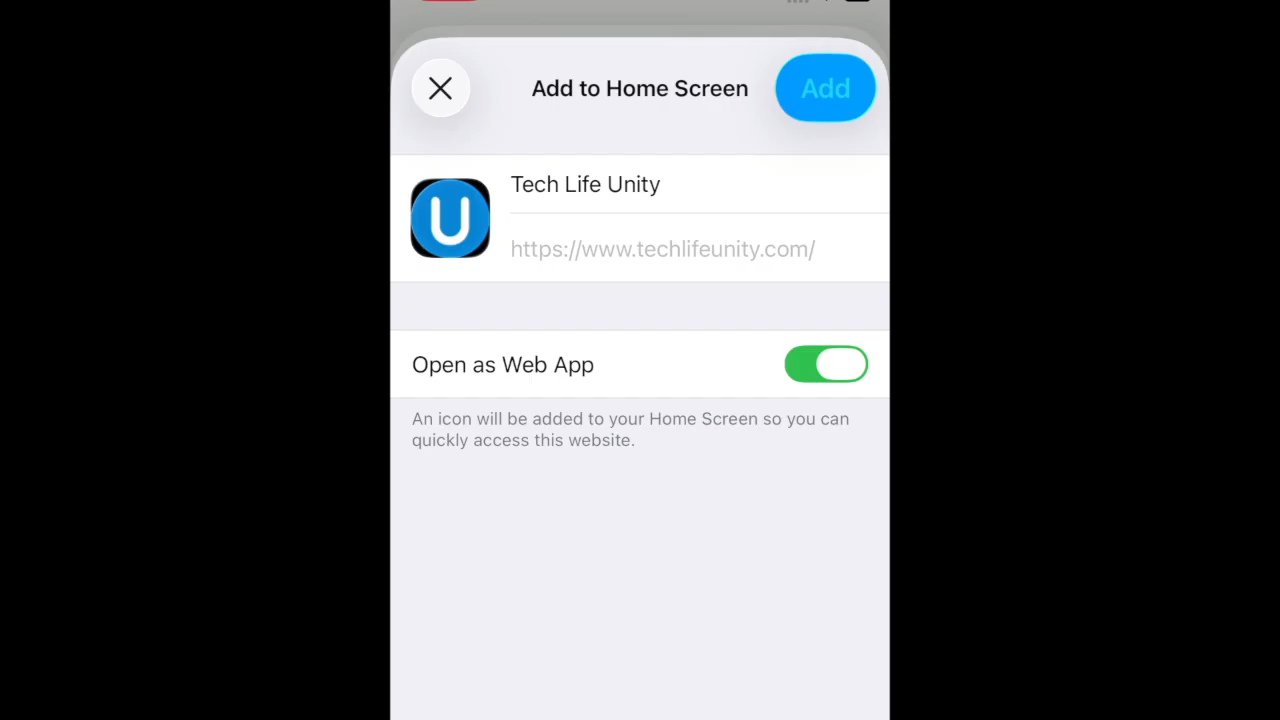 Add to Home Screen
Add
Tech Life Unity
U
https://www.techlifeunity.com/
Open as Web App
An icon will be added to your Home Screen so you can
quickly access this website.